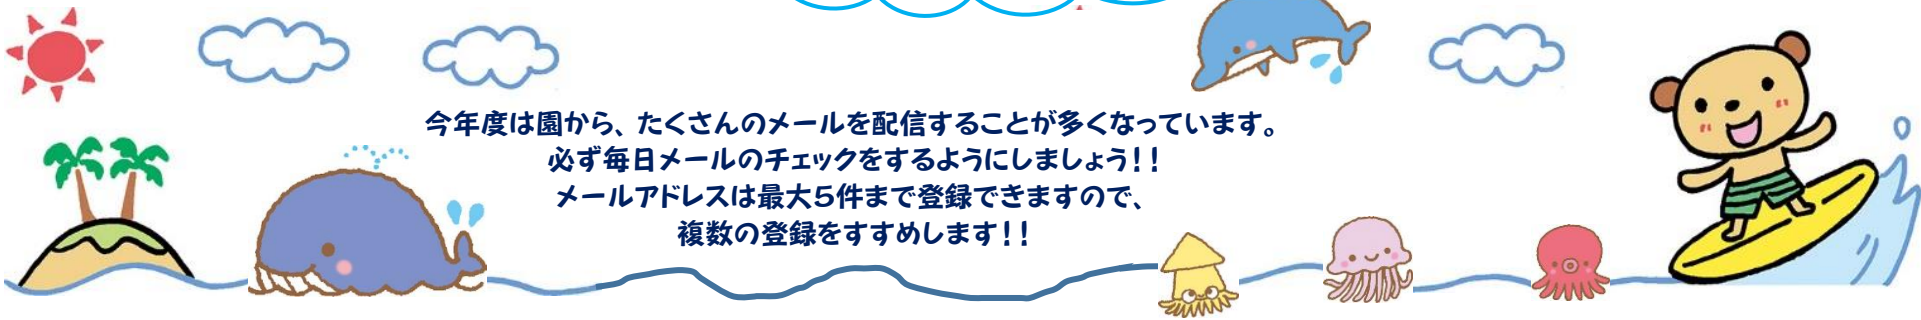 今年度は園から、たくさんのメールを配信することが多くなっています。
必ず毎日メールのチェックをするようにしましょう!!
メールアドレスは最大5件まで登録できますので、
複数の登録をすすめします!!